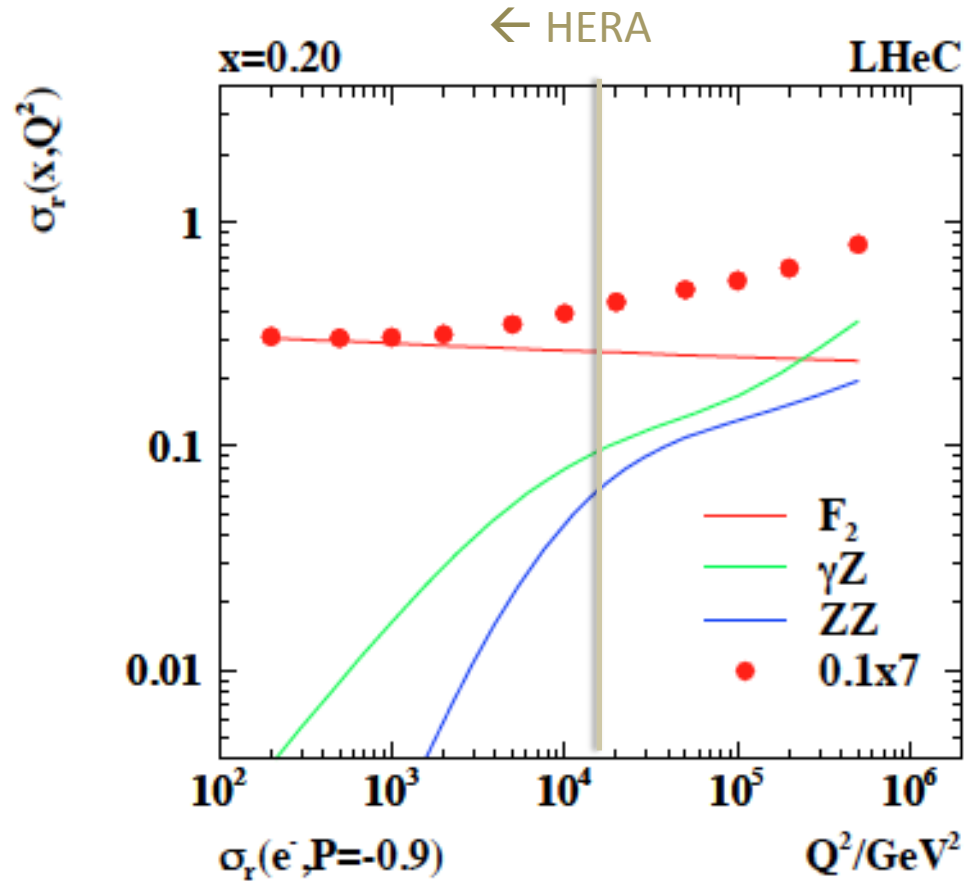 ← HERA
x=0.20 LHeC
σr(x,Q²)
1
0.1
0.01
F₂
γZ
ZZ
0.1x7
10² 10³ 10⁴ 10⁵ 10⁶
σr(e⁻,P=-0.9) Q²/GeV²